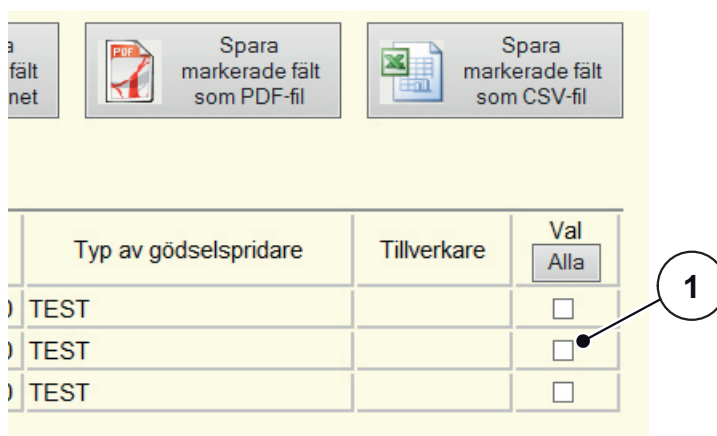 fält
net
PDF
Spara
markerade fält
som PDF-fil
Spara
markerade fält
som CSV-fil
Typ av gödselspridare
Tillverkare
Val
Alla
1
TEST
TEST
TEST